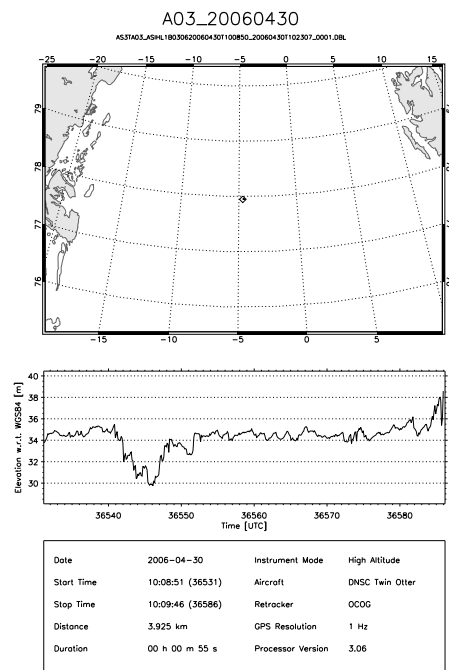 A03_20060430
AS3TA03_ASIHL1B030620060430T100850_20060430T102307_0001.DBL
-25 -20 -15 -10 -5 0 5 10 15
79
78
77
76
-15 -10 -5 0 5
40
38
36
34
32
30
Elevation w.r.t. WGS84 [m]
36540 36550 36560 36570 36580
Time [UTC]
Date 2006-04-30 Instrument Mode High Altitude
Start Time 10:08:51 (36531) Aircraft DNSC Twin Otter
Stop Time 10:09:46 (36586) Retracker OCOG
Distance 3.925 km GPS Resolution 1 Hz
Duration 00 h 00 m 55 s Processor Version 3.06